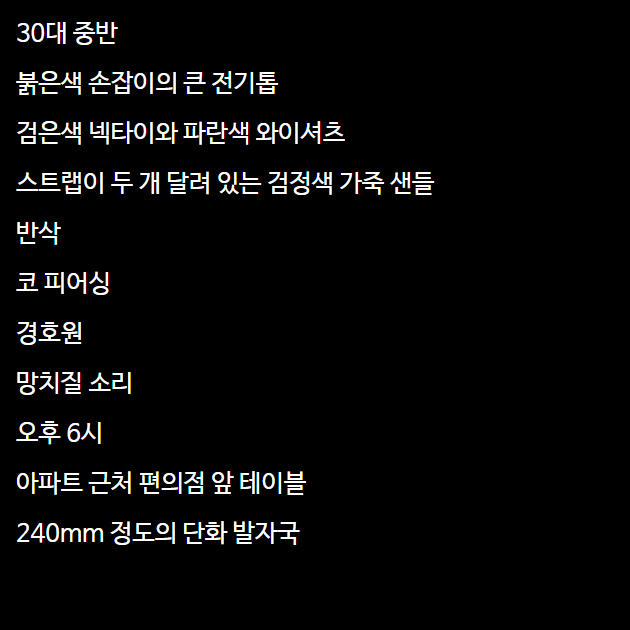 30대 중반
붉은색 손잡이의 큰 전기톱
검은색 넥타이와 파란색 와이셔츠
스트랩이 두 개 달려 있는 검정색 가죽 샌들
반삭
코 피어싱
경호원
망치질 소리
오후 6시
아파트 근처 편의점 앞 테이블
240mm 정도의 단화 발자국